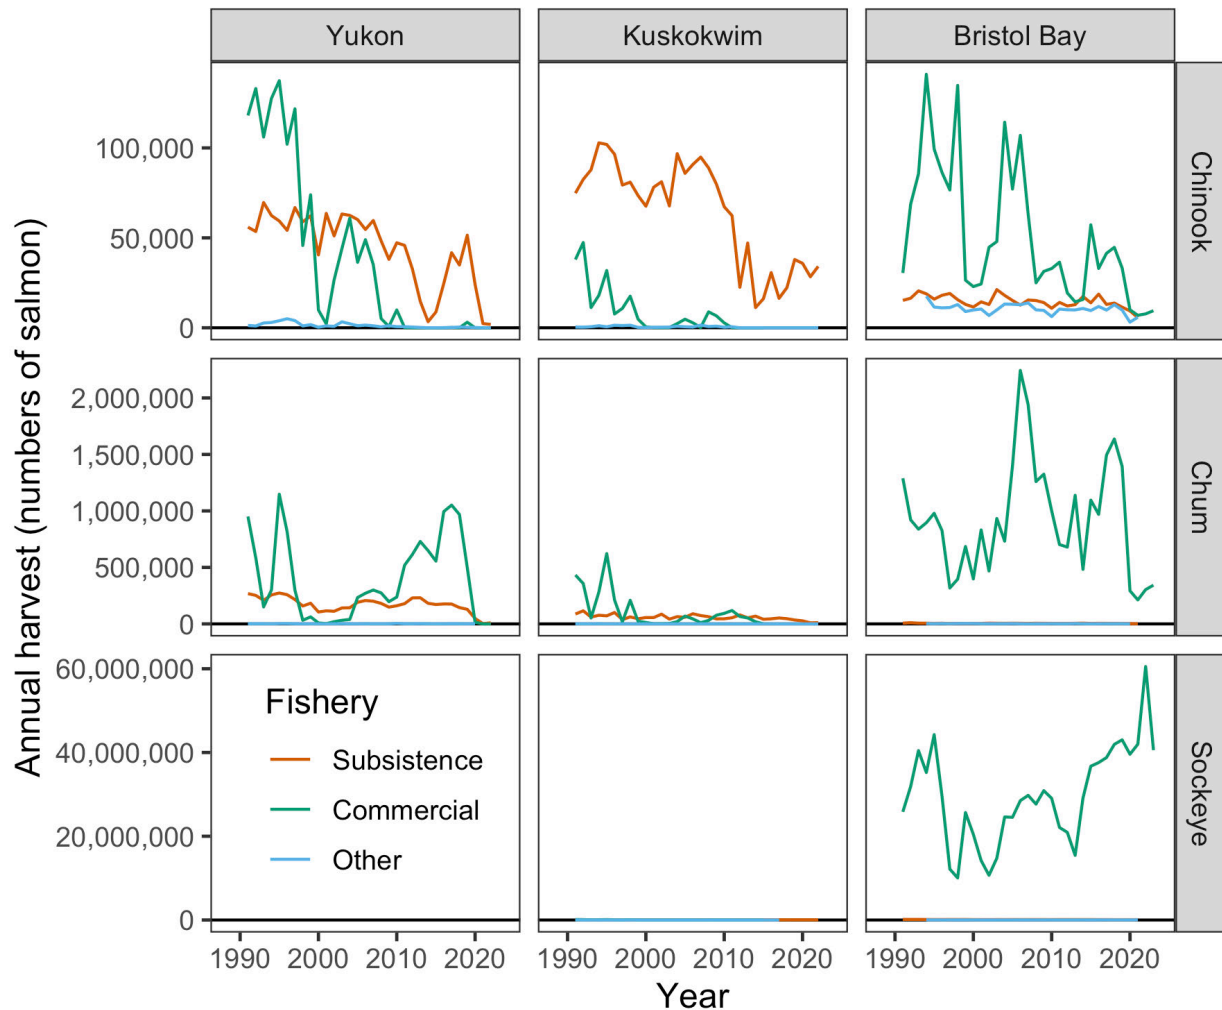 Yukon
Kuskokwim
Bristol Bay
Annual harvest (numbers of salmon)
100,000
50,000
0
Chinook
2,000,000
1,500,000
1,000,000
500,000
0
Chum
60,000,000
40,000,000
20,000,000
0
Fishery
Subsistence
Commercial
Other
Sockeye
1990 2000 2010 2020
1990 2000 2010 2020
1990 2000 2010 2020
Year